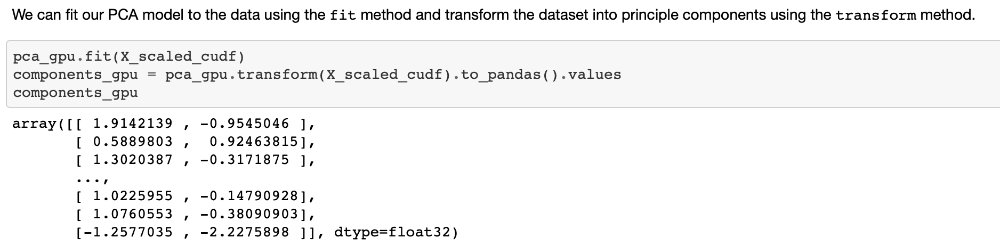 We can fit our PCA model to the data using the fit method and transform the dataset into principle components using the transform method.
pca_gpu.fit(X_scaled_cudf)
components_gpu = pca_gpu.transform(X_scaled_cudf).to_pandas().values
components_gpu
array([[ 1.9142139 , -0.9545046 ],
       [ 0.5889803 ,  0.92463815],
       [ 1.3020387 , -0.3171875 ],
       ...,
       [ 1.0225955 , -0.14790928],
       [ 1.0760553 , -0.38090903],
       [-1.2577035 , -2.2275898 ]], dtype=float32)